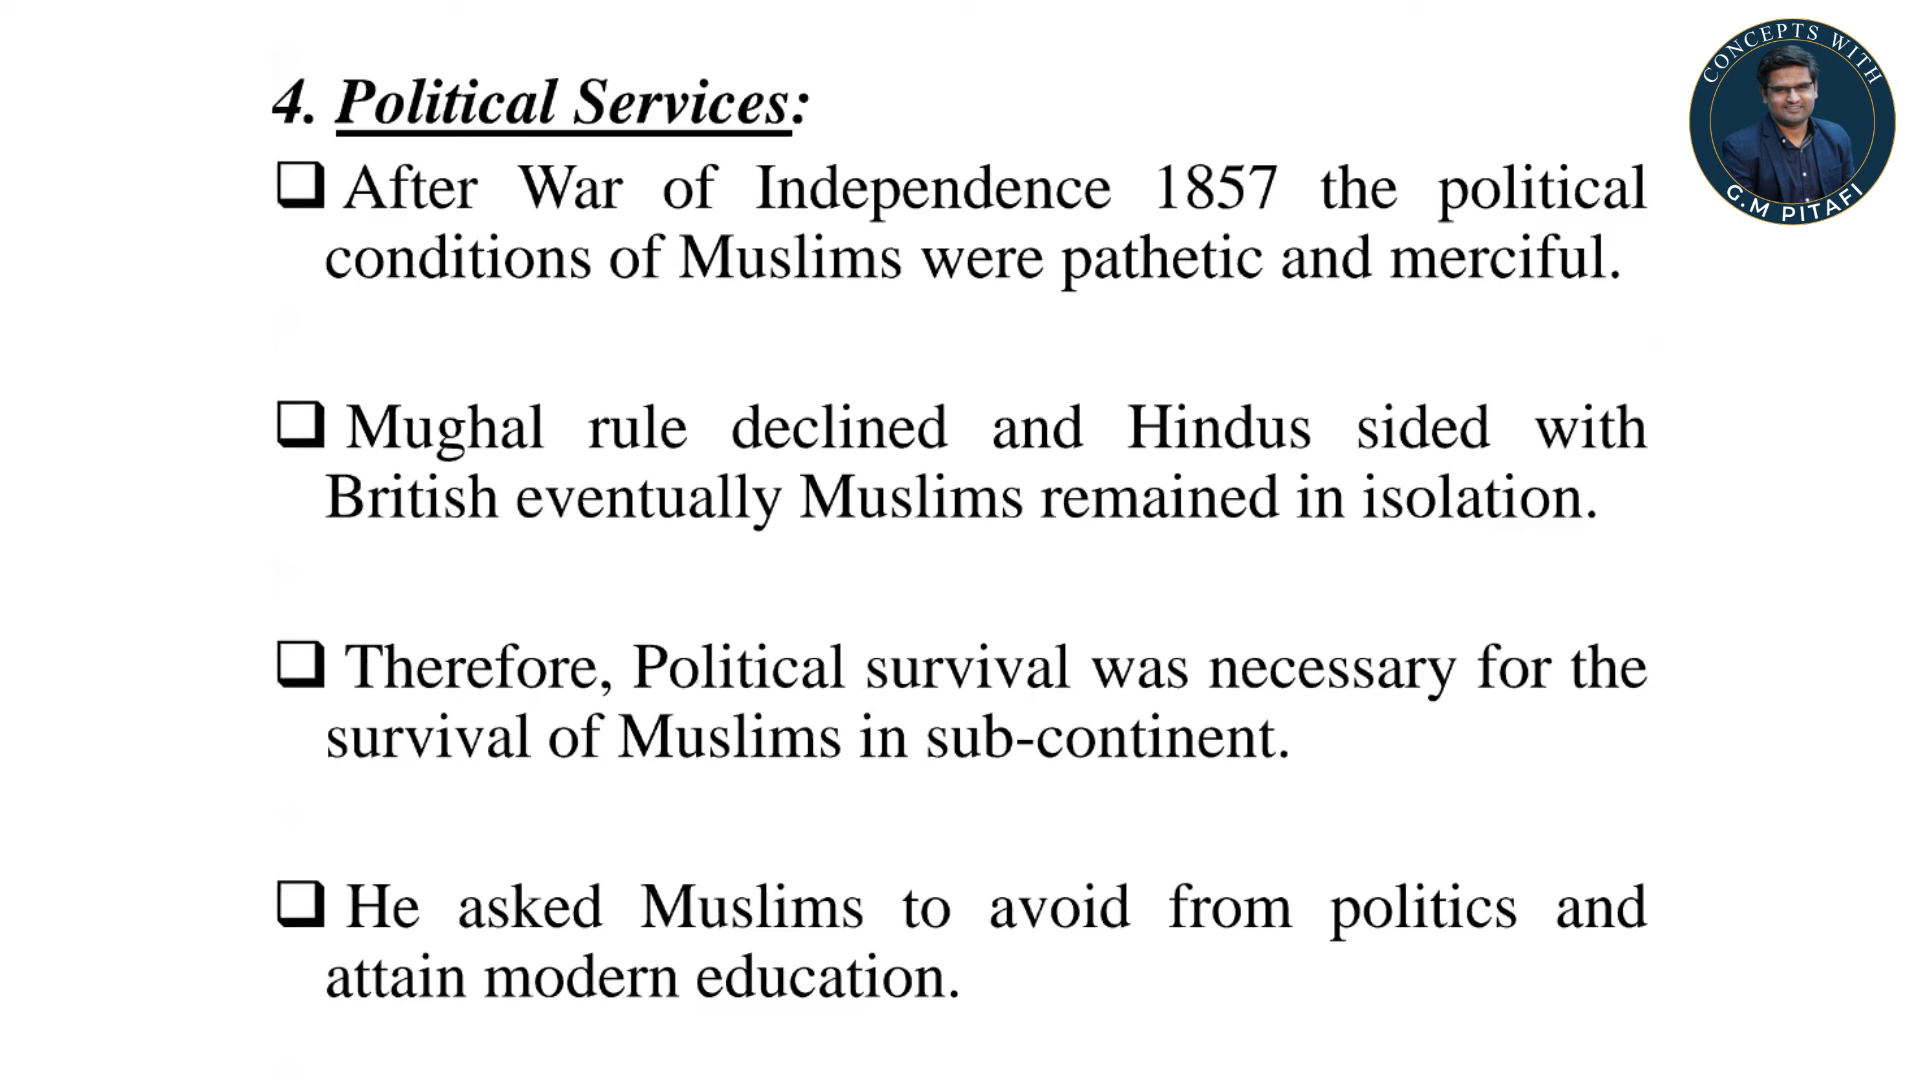 CONCEPTS WITH
G.M PITAFI
4. Political Services:
❑ After War of Independence 1857 the political
conditions of Muslims were pathetic and merciful.
❑ Mughal rule declined and Hindus sided with
British eventually Muslims remained in isolation.
❑ Therefore, Political survival was necessary for the
survival of Muslims in sub-continent.
❑ He asked Muslims to avoid from politics and
attain modern education.